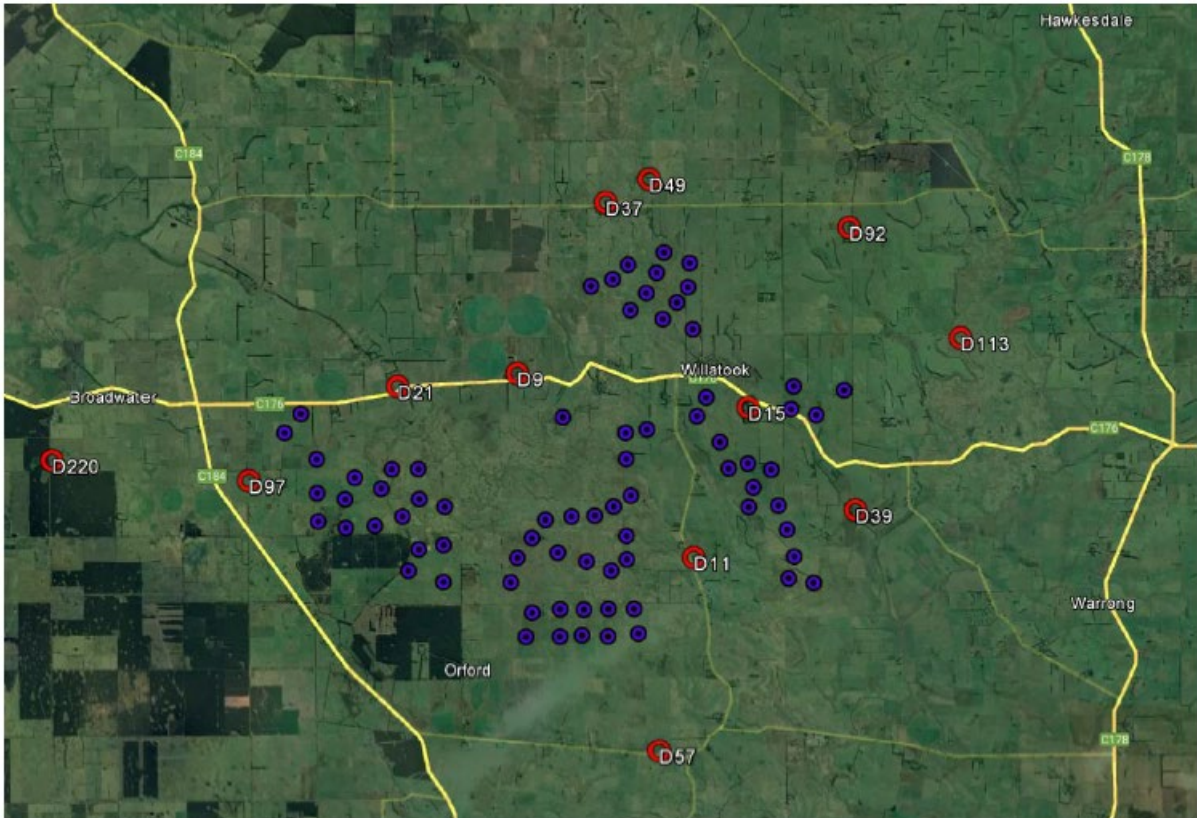 Hawkesdale
C184
C178
D49
D37
D92
D113
Willatook
C176
D9
D21
Broadwater
C176
D15
C176
D220
C184
D97
D39
D11
Warrong
Orford
C178
D57